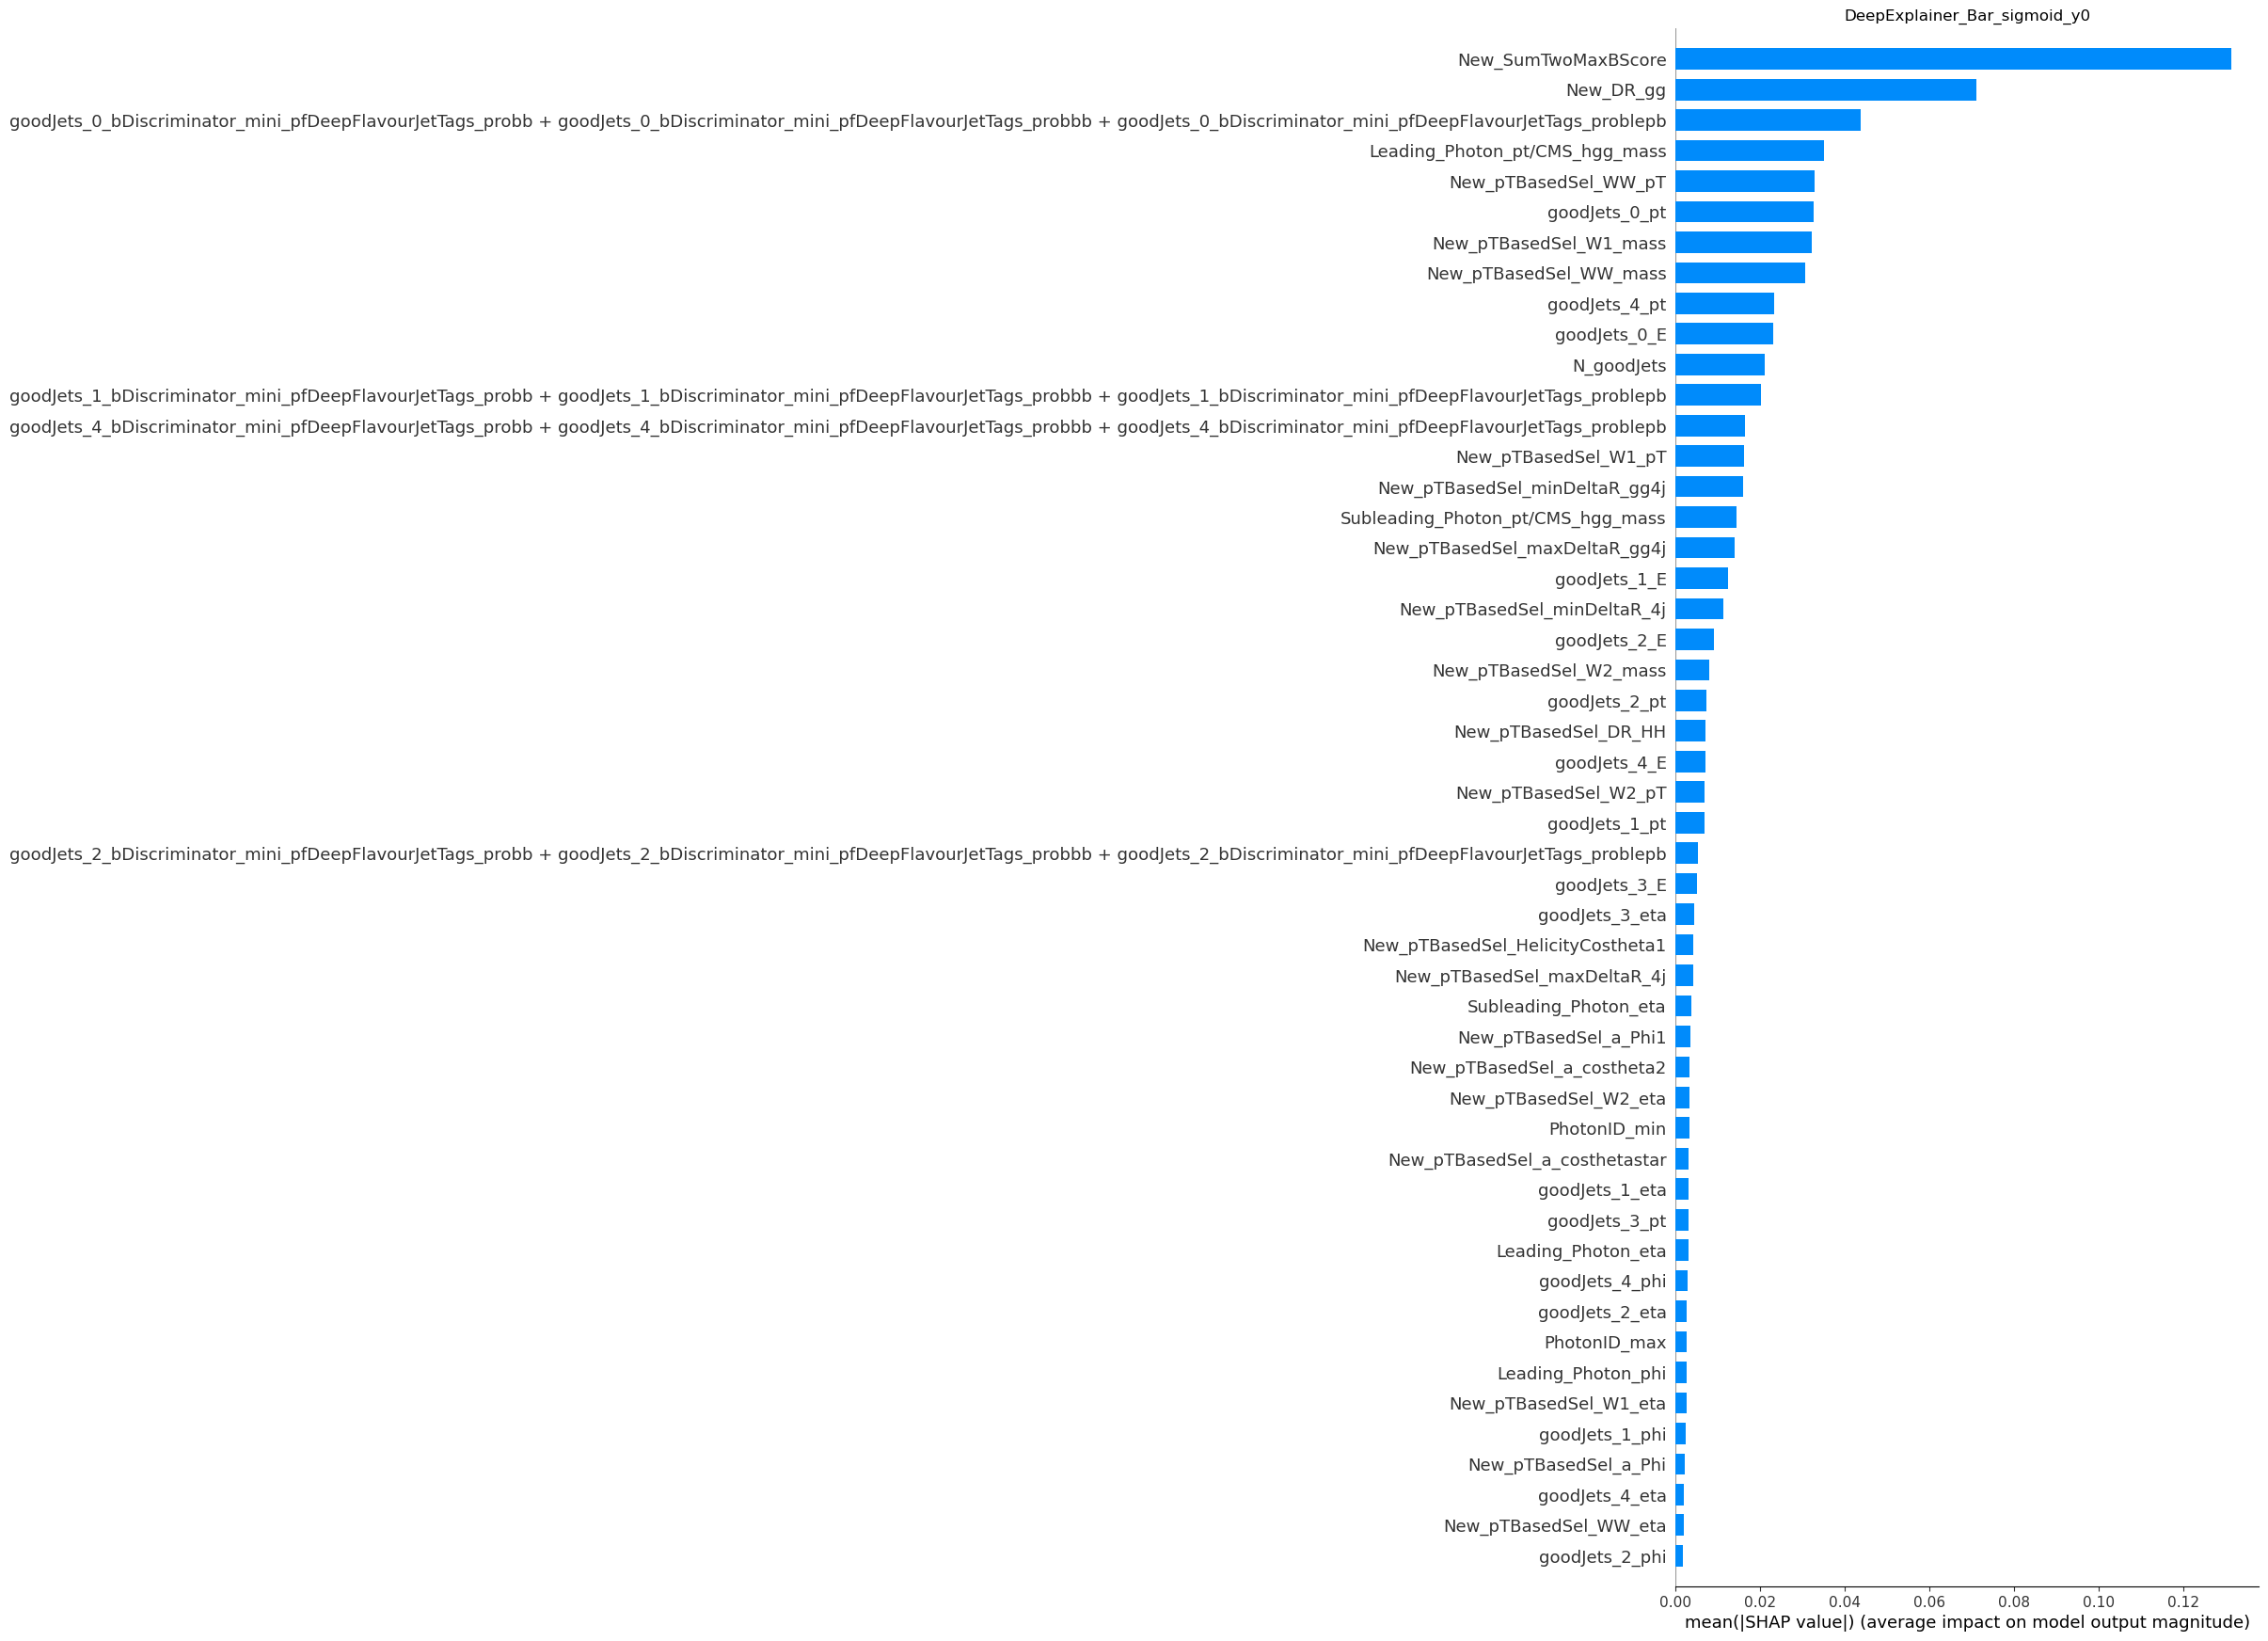 DeepExplainer_Bar_sigmoid_y0
New_SumTwoMaxBScore
New_DR_gg
goodJets_0_bDiscriminator_mini_pfDeepFlavourJetTags_probb + goodJets_0_bDiscriminator_mini_pfDeepFlavourJetTags_probbb + goodJets_0_bDiscriminator_mini_pfDeepFlavourJetTags_problepb
Leading_Photon_pt/CMS_hgg_mass
New_pTBasedSel_WW_pT
goodJets_0_pt
New_pTBasedSel_W1_mass
New_pTBasedSel_WW_mass
goodJets_4_pt
goodJets_0_E
N_goodJets
goodJets_1_bDiscriminator_mini_pfDeepFlavourJetTags_probb + goodJets_1_bDiscriminator_mini_pfDeepFlavourJetTags_probbb + goodJets_1_bDiscriminator_mini_pfDeepFlavourJetTags_problepb
goodJets_4_bDiscriminator_mini_pfDeepFlavourJetTags_probb + goodJets_4_bDiscriminator_mini_pfDeepFlavourJetTags_probbb + goodJets_4_bDiscriminator_mini_pfDeepFlavourJetTags_problepb
New_pTBasedSel_W1_pT
New_pTBasedSel_minDeltaR_gg4j
Subleading_Photon_pt/CMS_hgg_mass
New_pTBasedSel_maxDeltaR_gg4j
goodJets_1_E
New_pTBasedSel_minDeltaR_4j
goodJets_2_E
New_pTBasedSel_W2_mass
goodJets_2_pt
New_pTBasedSel_DR_HH
goodJets_4_E
New_pTBasedSel_W2_pT
goodJets_1_pt
goodJets_2_bDiscriminator_mini_pfDeepFlavourJetTags_probb + goodJets_2_bDiscriminator_mini_pfDeepFlavourJetTags_probbb + goodJets_2_bDiscriminator_mini_pfDeepFlavourJetTags_problepb
goodJets_3_E
goodJets_3_eta
New_pTBasedSel_HelicityCostheta1
New_pTBasedSel_maxDeltaR_4j
Subleading_Photon_eta
New_pTBasedSel_a_Phi1
New_pTBasedSel_a_costheta2
New_pTBasedSel_W2_eta
PhotonID_min
New_pTBasedSel_a_costhetastar
goodJets_1_eta
goodJets_3_pt
Leading_Photon_eta
goodJets_4_phi
goodJets_2_eta
PhotonID_max
Leading_Photon_phi
New_pTBasedSel_W1_eta
goodJets_1_phi
New_pTBasedSel_a_Phi
goodJets_4_eta
New_pTBasedSel_WW_eta
goodJets_2_phi
0.00 0.02 0.04 0.06 0.08 0.10 0.12
mean(|SHAP value|) (average impact on model output magnitude)